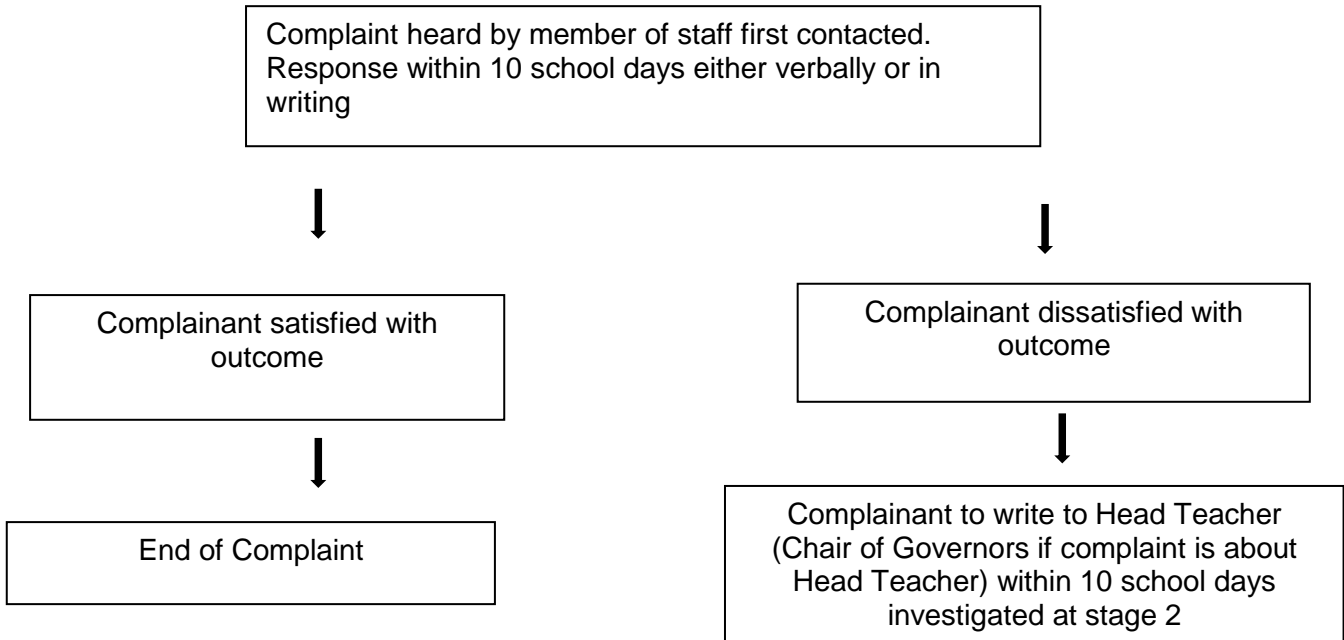 Complaint heard by member of staff first contacted.
Response within 10 school days either verbally or in
writing
Complainant satisfied with
outcome
Complainant dissatisfied with
outcome
End of Complaint
Complainant to write to Head Teacher
(Chair of Governors if complaint is about
Head Teacher) within 10 school days
investigated at stage 2